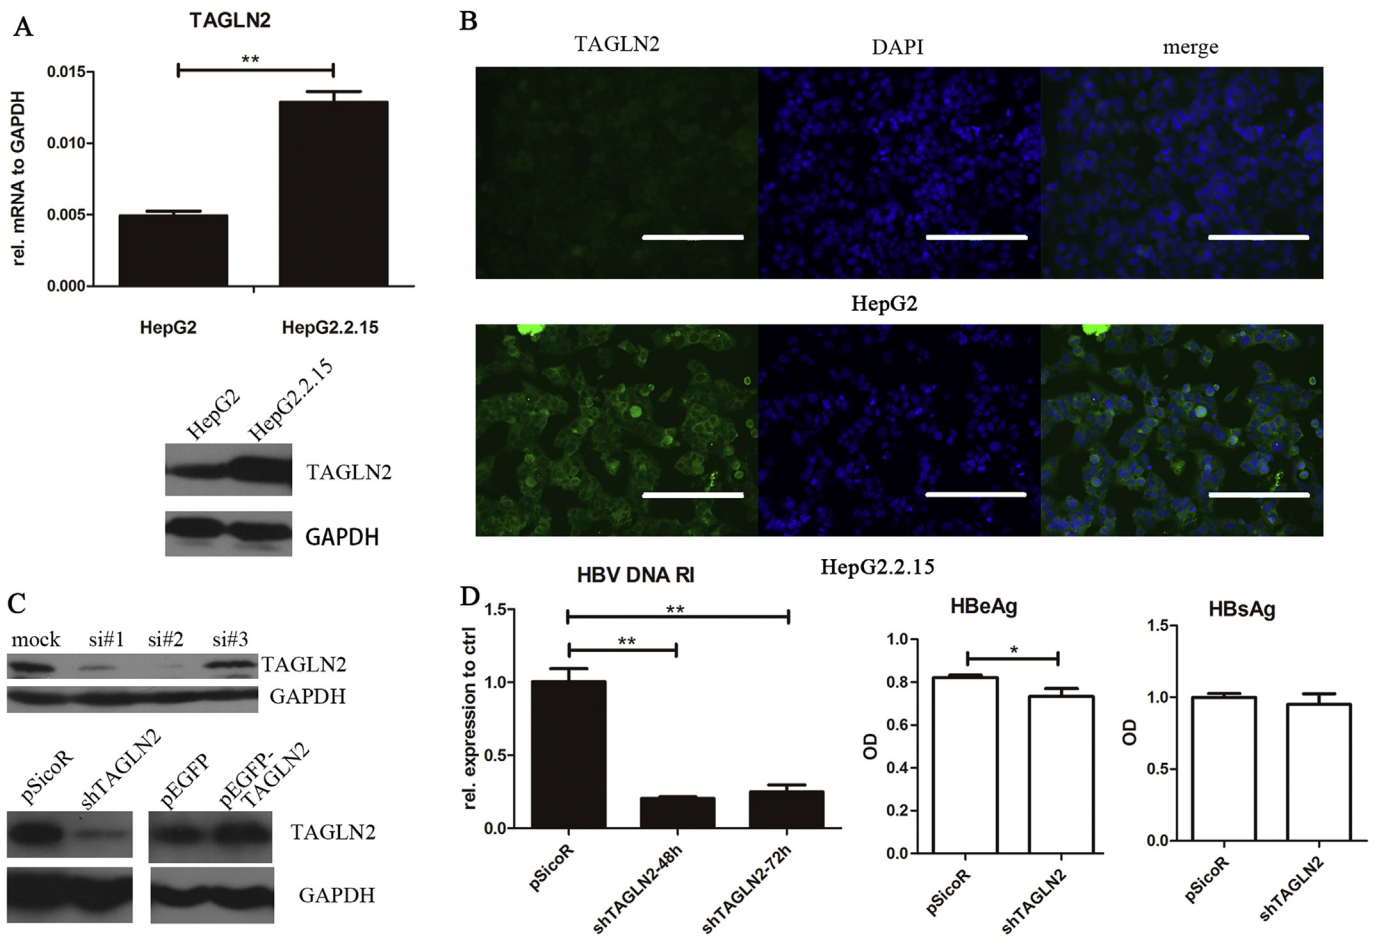 A
TAGLN2
**
rel. mRNA to GAPDH
0.015
0.010
0.005
0.000
HepG2
HepG2.2.15
HepG2
HepG2.2.15
TAGLN2
GAPDH
B
TAGLN2
DAPI
merge
HepG2
HepG2.2.15
C
mock
si#1
si#2
si#3
TAGLN2
GAPDH
pSicoR
shTAGLN2
pEGFP
pEGFP-
TAGLN2
TAGLN2
GAPDH
D
HBV DNA RI
**
**
rel. expression to ctrl
1.5
1.0
0.5
0.0
pSicoR
shTAGLN2-48h
shTAGLN2-72h
HBeAg
*
OD
1.0
0.8
0.6
0.4
0.2
0.0
pSicoR
shTAGLN2
HBsAg
OD
1.5
1.0
0.5
0.0
pSicoR
shTAGLN2